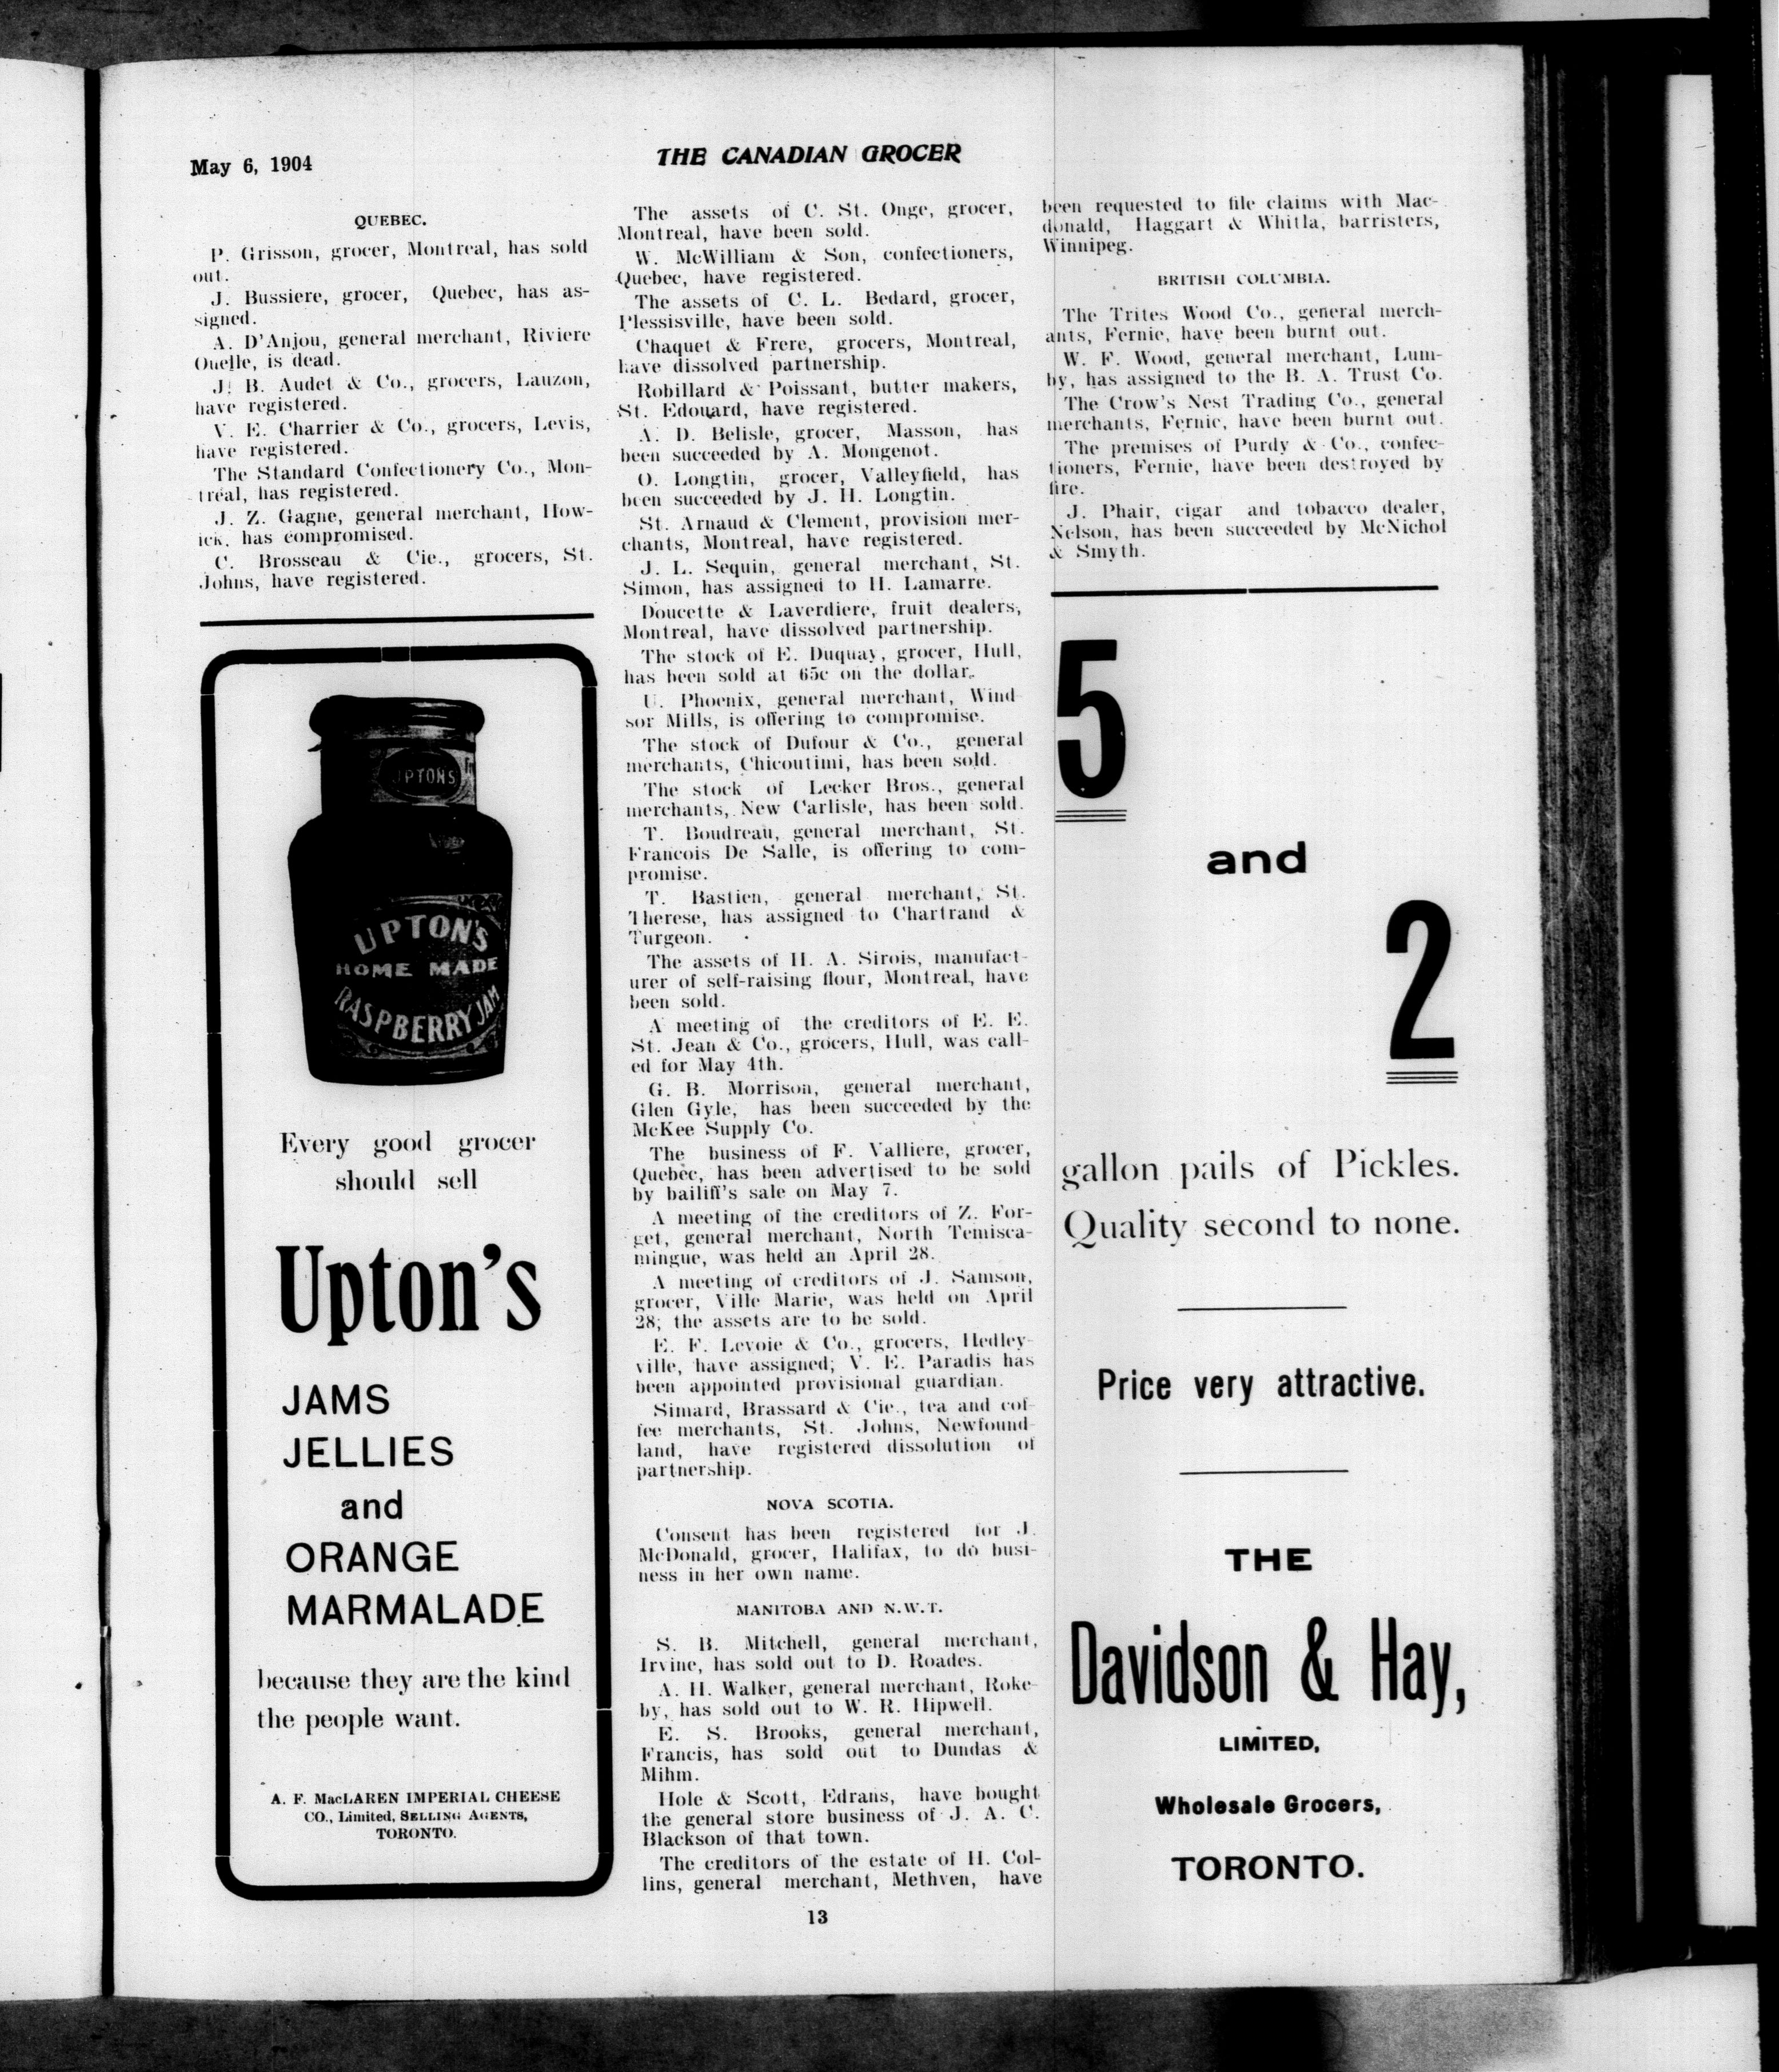 May 6, 1904
THE CANADIAN GROCER
QUEBEC.
P. Grisson, grocer, Montreal, has sold
out.
J. Bussiere, grocer, Quebec, has as-
signed.
A. D'Anjou, general merchant, Riviere
Ouelle, is dead.
J. B. Audet & Co., grocers, Lauzon,
have registered.
V. E. Charrier & Co., grocers, Levis,
have registered.
The Standard Confectionery Co., Mon-
treal, has registered.
J. Z. Gagne, general merchant, How-
ick, has compromised.
C. Brosseau & Cie., grocers, St.
Johns, have registered.
UPTONS
UPTON'S
HOME MADE
RASPBERRY JAM
Every good grocer
should sell
Upton's
JAMS
JELLIES
and
ORANGE
MARMALADE
because they are the kind
the people want.
A. F. MacLAREN IMPERIAL CHEESE
CO., Limited, SELLING AGENTS,
TORONTO.
The assets of C. St. Onge, grocer,
Montreal, have been sold.
W. McWilliam & Son, confectioners,
Quebec, have registered.
The assets of C. L. Bedard, grocer,
Plessisville, have been sold.
Chaquet & Frere, grocers, Montreal,
have dissolved partnership.
Robillard & Poissant, butter makers,
St. Edouard, have registered.
A. D. Belisle, grocer, Masson, has
been succeeded by A. Mongenot.
O. Longtin, grocer, Valleyfield, has
been succeeded by J. H. Longtin.
St. Arnaud & Clement, provision mer-
chants, Montreal, have registered.
J. L. Sequin, general merchant, St.
Simon, has assigned to H. Lamarre.
Doucette & Laverdiere, fruit dealers,
Montreal, have dissolved partnership.
The stock of E. Duquay, grocer, Hull,
has been sold at 65c on the dollar.
U. Phoenix, general merchant, Wind-
sor Mills, is offering to compromise.
The stock of Dufour & Co., general
merchants, Chicoutimi, has been sold.
The stock of Lecker Bros., general
merchants, New Carlisle, has been sold.
T. Boudreau, general merchant, St.
Francois De Salle, is offering to com-
promise.
T. Bastien, general merchant, St.
Therese, has assigned to Chartrand &
Turgeon.
The assets of H. A. Sirois, manufact-
urer of self-raising flour, Montreal, have
been sold.
A meeting of the creditors of E. E.
St. Jean & Co., grocers, Hull, was call-
ed for May 4th.
G. B. Morrison, general merchant,
Glen Gyle, has been succeeded by the
McKee Supply Co.
The business of F. Valliere, grocer,
Quebec, has been advertised to be sold
by bailiff's sale on May 7.
A meeting of the creditors of Z. For-
get, general merchant, North Temisca-
mingue, was held an April 28.
A meeting of creditors of J. Samson,
grocer, Ville Marie, was held on April
28; the assets are to be sold.
E. F. Levoie & Co., grocers, Hedley-
ville, have assigned; V. E. Paradis has
been appointed provisional guardian.
Simard, Brassard & Cie., tea and cof-
fee merchants, St. Johns, Newfound-
land, have registered dissolution of
partnership.
NOVA SCOTIA.
Consent has been registered for J.
McDonald, grocer, Halifax, to do busi-
ness in her own name.
MANITOBA AND N.W.T.
S. B. Mitchell, general merchant,
Irvine, has sold out to D. Roades.
A. H. Walker, general merchant, Roke-
by, has sold out to W. R. Hipwell.
E. S. Brooks, general merchant,
Francis, has sold out to Dundas &
Mihm.
Hole & Scott, Edrans, have bought
the general store business of J. A. C.
Blackson of that town.
The creditors of the estate of H. Col-
lins, general merchant, Methven, have
been requested to file claims with Mac-
donald, Haggart & Whitla, barristers,
Winnipeg.
BRITISH COLUMBIA.
The Trites Wood Co., general merch-
ants, Fernie, have been burnt out.
W. F. Wood, general merchant, Lum-
by, has assigned to the B. A. Trust Co.
The Crow's Nest Trading Co., general
merchants, Fernie, have been burnt out.
The premises of Purdy & Co., confec-
tioners, Fernie, have been destroyed by
fire.
J. Phair, cigar and tobacco dealer,
Nelson, has been succeeded by McNichol
& Smyth.
5
and
2
gallon pails of Pickles.
Quality second to none.
Price very attractive.
THE
Davidson & Hay,
LIMITED,
Wholesale Grocers,
TORONTO.
13